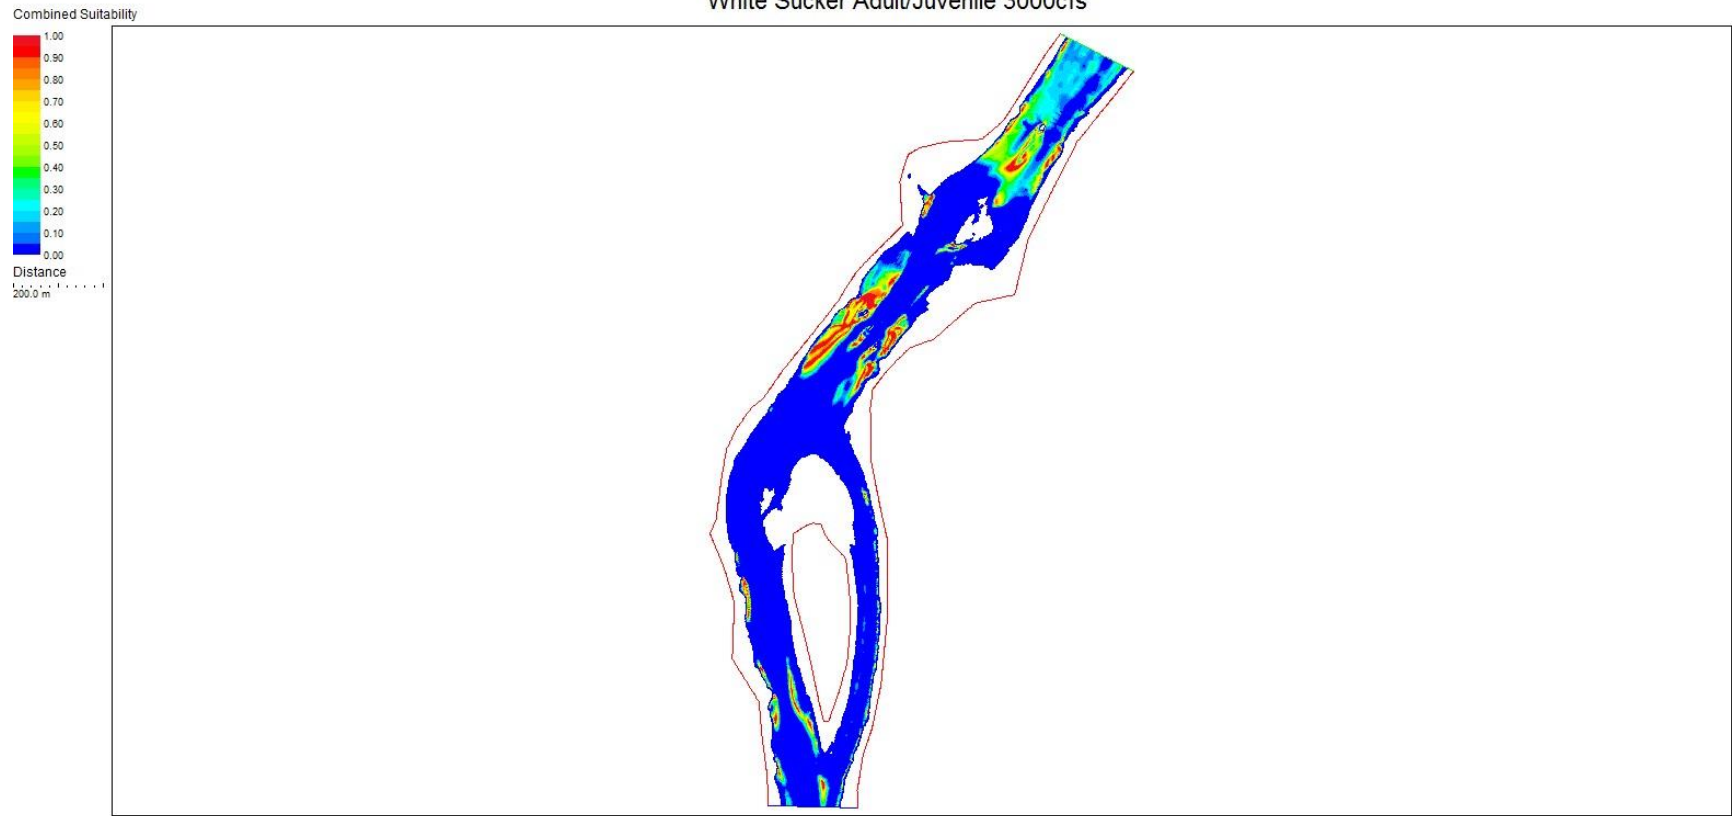 White Sucker Adult/Juvenile 3000cfs
Combined Suitability
1.00
0.90
0.80
0.70
0.60
0.50
0.40
0.30
0.20
0.10
0.00
Distance
200.0 m